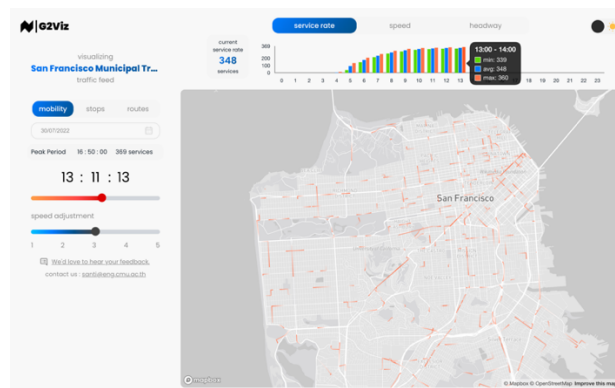 G2Viz
visualizing
San Francisco Municipal Tr...
traffic feed
mobility stops routes
30/07/2022
Peak Period 16 : 50 : 00 369 services
13 : 11 : 13
speed adjustment
1 2 3 4 5
We'd love to hear your feedback.
contact us : santi@eng.cmu.ac.th
service rate speed headway
current
service rate
348
services
369
200
100
0
0 1 2 3 4 5 6 7 8 9 10 11 12 13 18 19 20 21 22 23
13:00 - 14:00
min: 339
avg: 348
max: 360
San Francisco
mapbox
© Mapbox © OpenStreetMap Improve this map